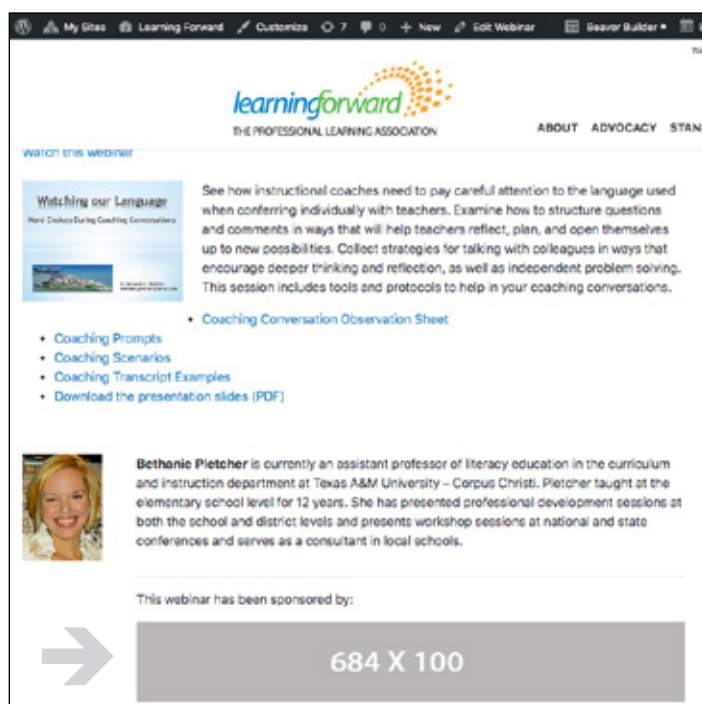 My Sites Learning Forward Customize 7 0 New Edit Webinar Beaver Builder
learningforward
THE PROFESSIONAL LEARNING ASSOCIATION
ABOUT ADVOCACY
Watch this webinar
Watching our Language
Word Choices During Coaching Conversations
See how instructional coaches need to pay careful attention to the language used
when conferring individually with teachers. Examine how to structure questions
and comments in ways that will help teachers reflect, plan, and open themselves
up to new possibilities. Collect strategies for talking with colleagues in ways that
encourage deeper thinking and reflection, as well as independent problem solving.
This session includes tools and protocols to help in your coaching conversations.
• Coaching Conversation Observation Sheet
• Coaching Prompts
• Coaching Scenarios
• Coaching Transcript Examples
• Download the presentation slides (PDF)
Bethanie Pletcher is currently an assistant professor of literacy education in the curriculum
and instruction department at Texas A&M University – Corpus Christi. Pletcher taught at the
elementary school level for 12 years. She has presented professional development sessions at
both the school and district levels and presents workshop sessions at national and state
conferences and serves as a consultant in local schools.
This webinar has been sponsored by:
684 X 100